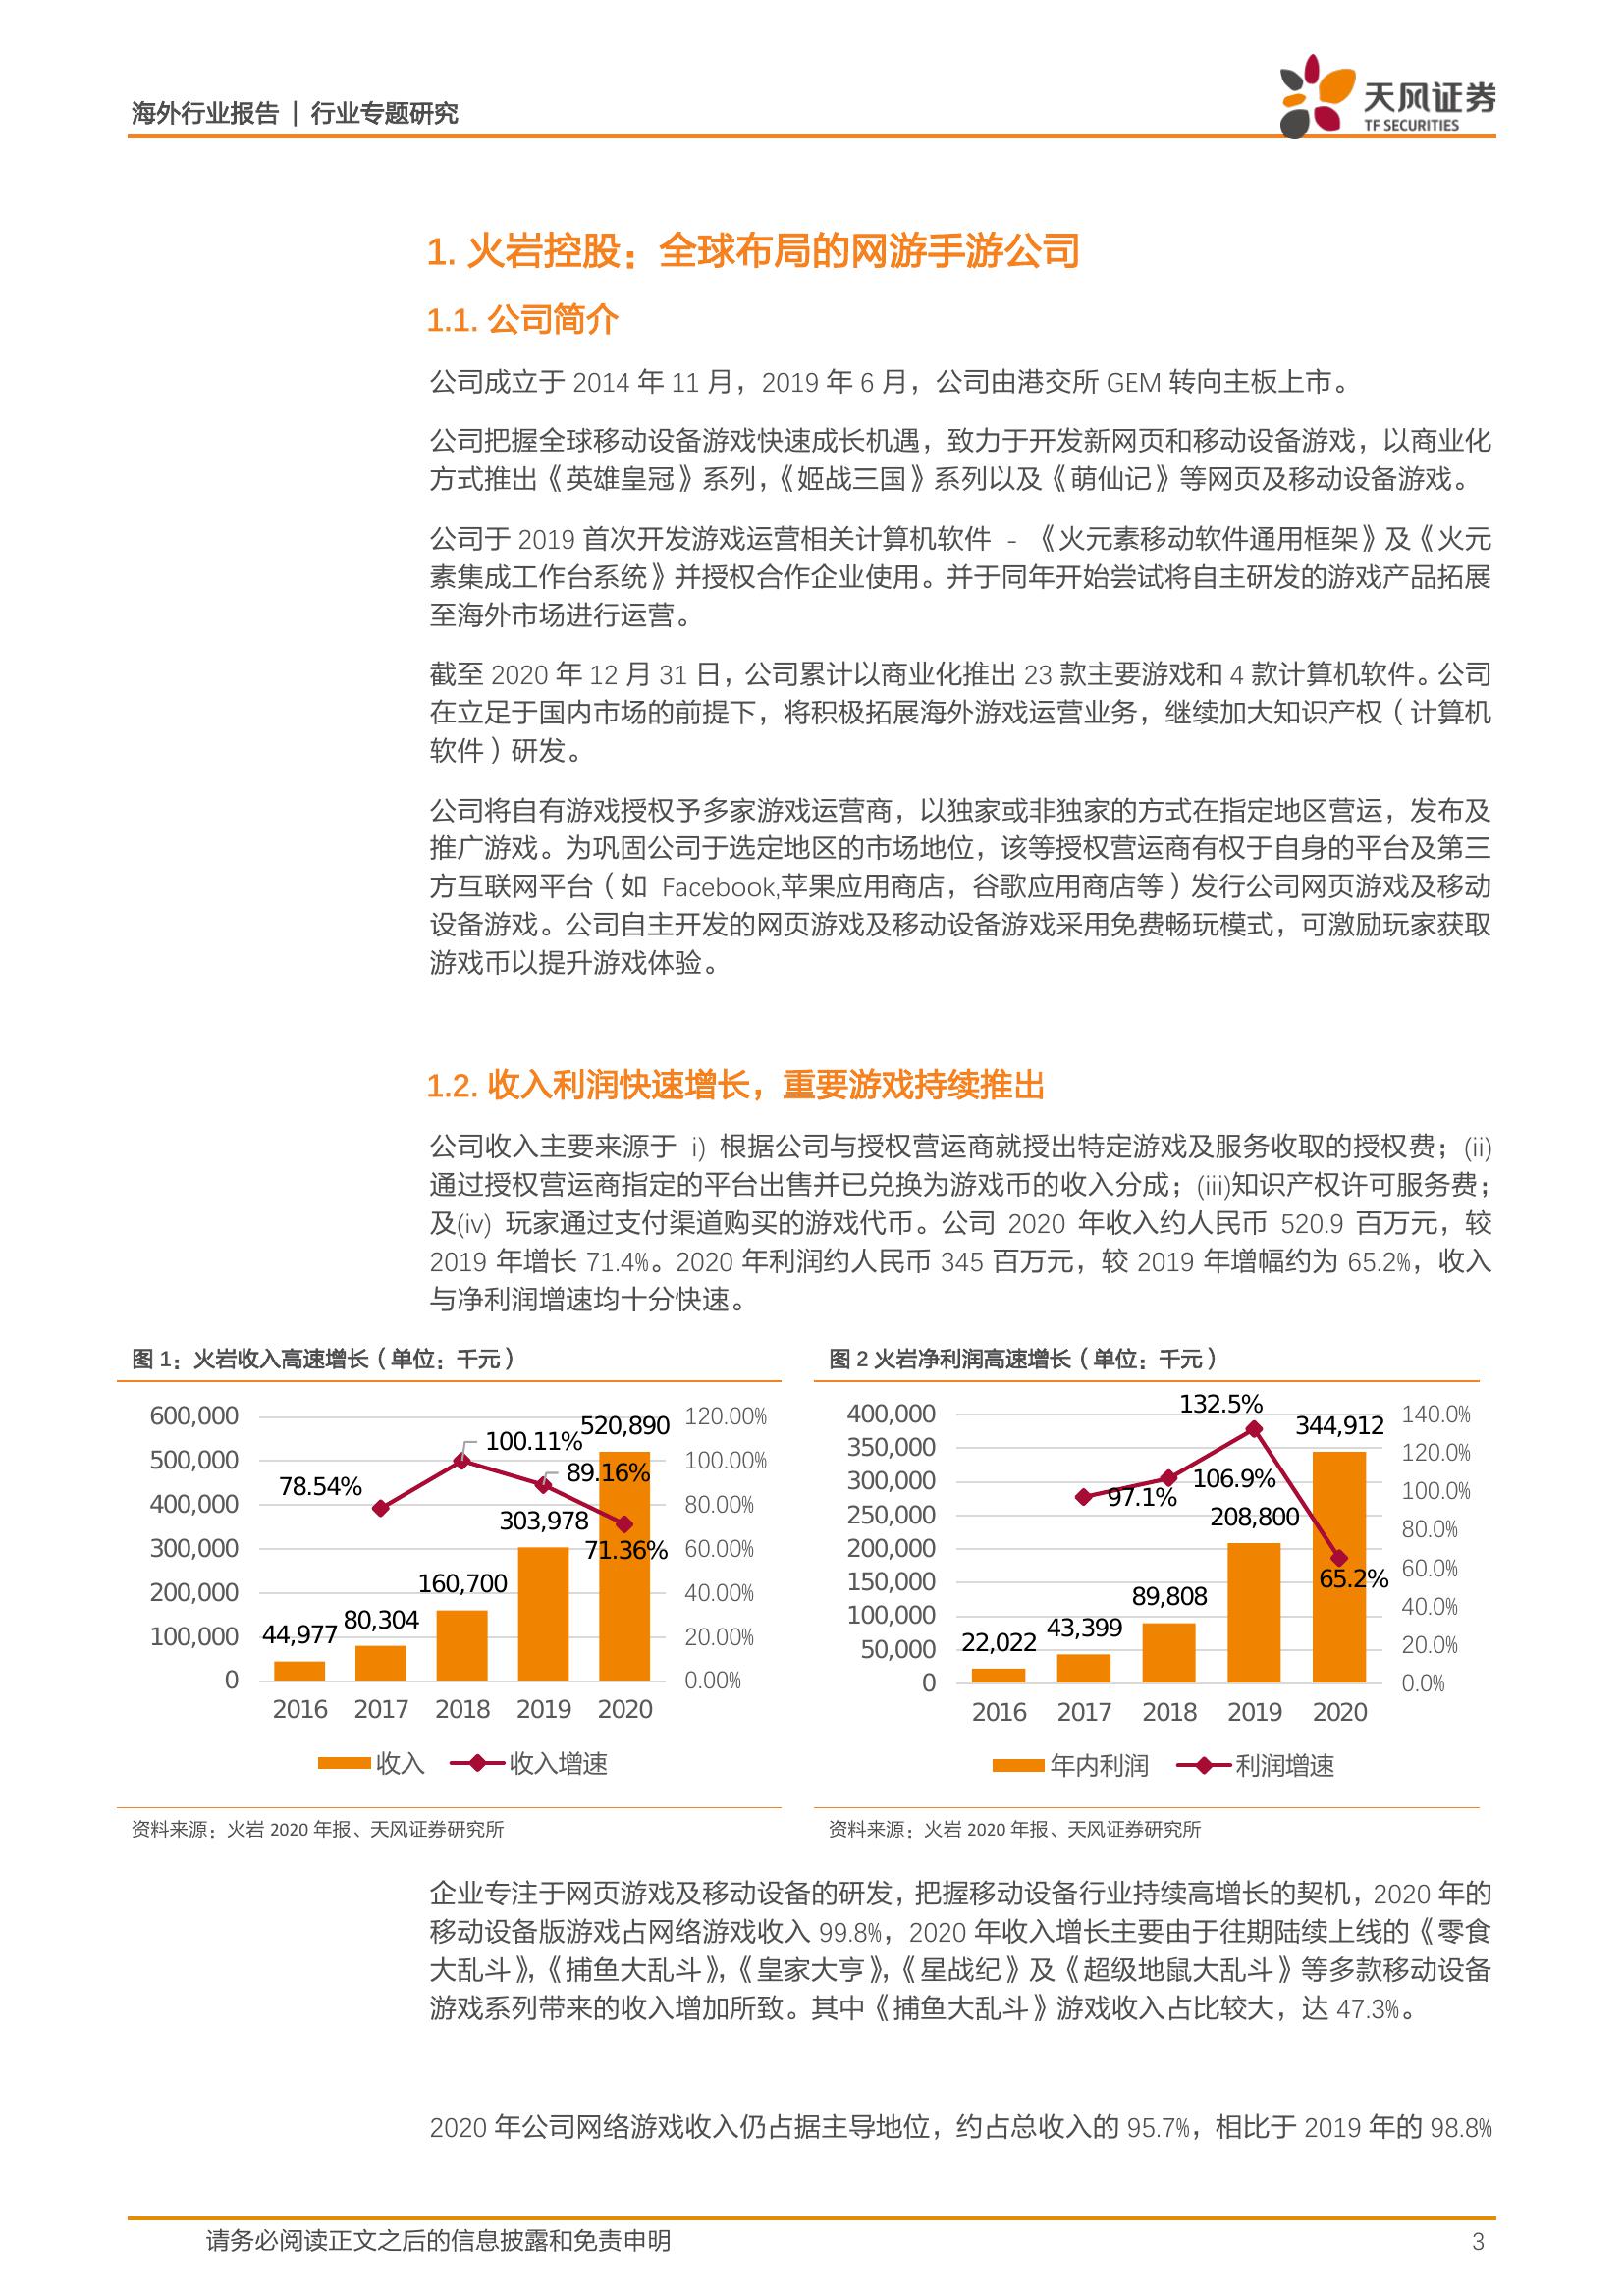 海外行业报告 | 行业专题研究
天风证券
TF SECURITIES
1. 火岩控股：全球布局的网游手游公司
1.1. 公司简介
公司成立于 2014 年 11 月，2019 年 6 月，公司由港交所 GEM 转向主板上市。
公司把握全球移动设备游戏快速成长机遇，致力于开发新网页和移动设备游戏，以商业化
方式推出《英雄皇冠》系列，《姬战三国》系列以及《萌仙记》等网页及移动设备游戏。
公司于 2019 首次开发游戏运营相关计算机软件 - 《火元素移动软件通用框架》及《火元
素集成工作台系统》并授权合作企业使用。并于同年开始尝试将自主研发的游戏产品拓展
至海外市场进行运营。
截至 2020 年 12 月 31 日，公司累计以商业化推出 23 款主要游戏和 4 款计算机软件。公司
在立足于国内市场的前提下，将积极拓展海外游戏运营业务，继续加大知识产权（计算机
软件）研发。
公司将自有游戏授权予多家游戏运营商，以独家或非独家的方式在指定地区营运，发布及
推广游戏。为巩固公司于选定地区的市场地位，该等授权营运商有权于自身的平台及第三
方互联网平台（如 Facebook,苹果应用商店，谷歌应用商店等）发行公司网页游戏及移动
设备游戏。公司自主开发的网页游戏及移动设备游戏采用免费畅玩模式，可激励玩家获取
游戏币以提升游戏体验。
1.2. 收入利润快速增长，重要游戏持续推出
公司收入主要来源于 i) 根据公司与授权营运商就授出特定游戏及服务收取的授权费；(ii)
通过授权营运商指定的平台出售并已兑换为游戏币的收入分成；(iii)知识产权许可服务费；
及(iv) 玩家通过支付渠道购买的游戏代币。公司 2020 年收入约人民币 520.9 百万元，较
2019 年增长 71.4%。2020 年利润约人民币 345 百万元，较 2019 年增幅约为 65.2%，收入
与净利润增速均十分快速。
图 1：火岩收入高速增长（单位：千元）
600,000
500,000
400,000
300,000
200,000
100,000
0
120.00%
100.00%
80.00%
60.00%
40.00%
20.00%
0.00%
78.54%
100.11%
89.16%
71.36%
44,977
80,304
160,700
303,978
520,890
2016 2017 2018 2019 2020
收入 收入增速
资料来源：火岩 2020 年报、天风证券研究所
图 2 火岩净利润高速增长（单位：千元）
400,000
350,000
300,000
250,000
200,000
150,000
100,000
50,000
0
140.0%
120.0%
100.0%
80.0%
60.0%
40.0%
20.0%
0.0%
97.1%
106.9%
132.5%
65.2%
22,022
43,399
89,808
208,800
344,912
2016 2017 2018 2019 2020
年内利润 利润增速
资料来源：火岩 2020 年报、天风证券研究所
企业专注于网页游戏及移动设备的研发，把握移动设备行业持续高增长的契机，2020 年的
移动设备版游戏占网络游戏收入 99.8%，2020 年收入增长主要由于往期陆续上线的《零食
大乱斗》，《捕鱼大乱斗》，《皇家大亨》，《星战纪》及《超级地鼠大乱斗》等多款移动设备
游戏系列带来的收入增加所致。其中《捕鱼大乱斗》游戏收入占比较大，达 47.3%。
2020 年公司网络游戏收入仍占据主导地位，约占总收入的 95.7%，相比于 2019 年的 98.8%
请务必阅读正文之后的信息披露和免责申明
3